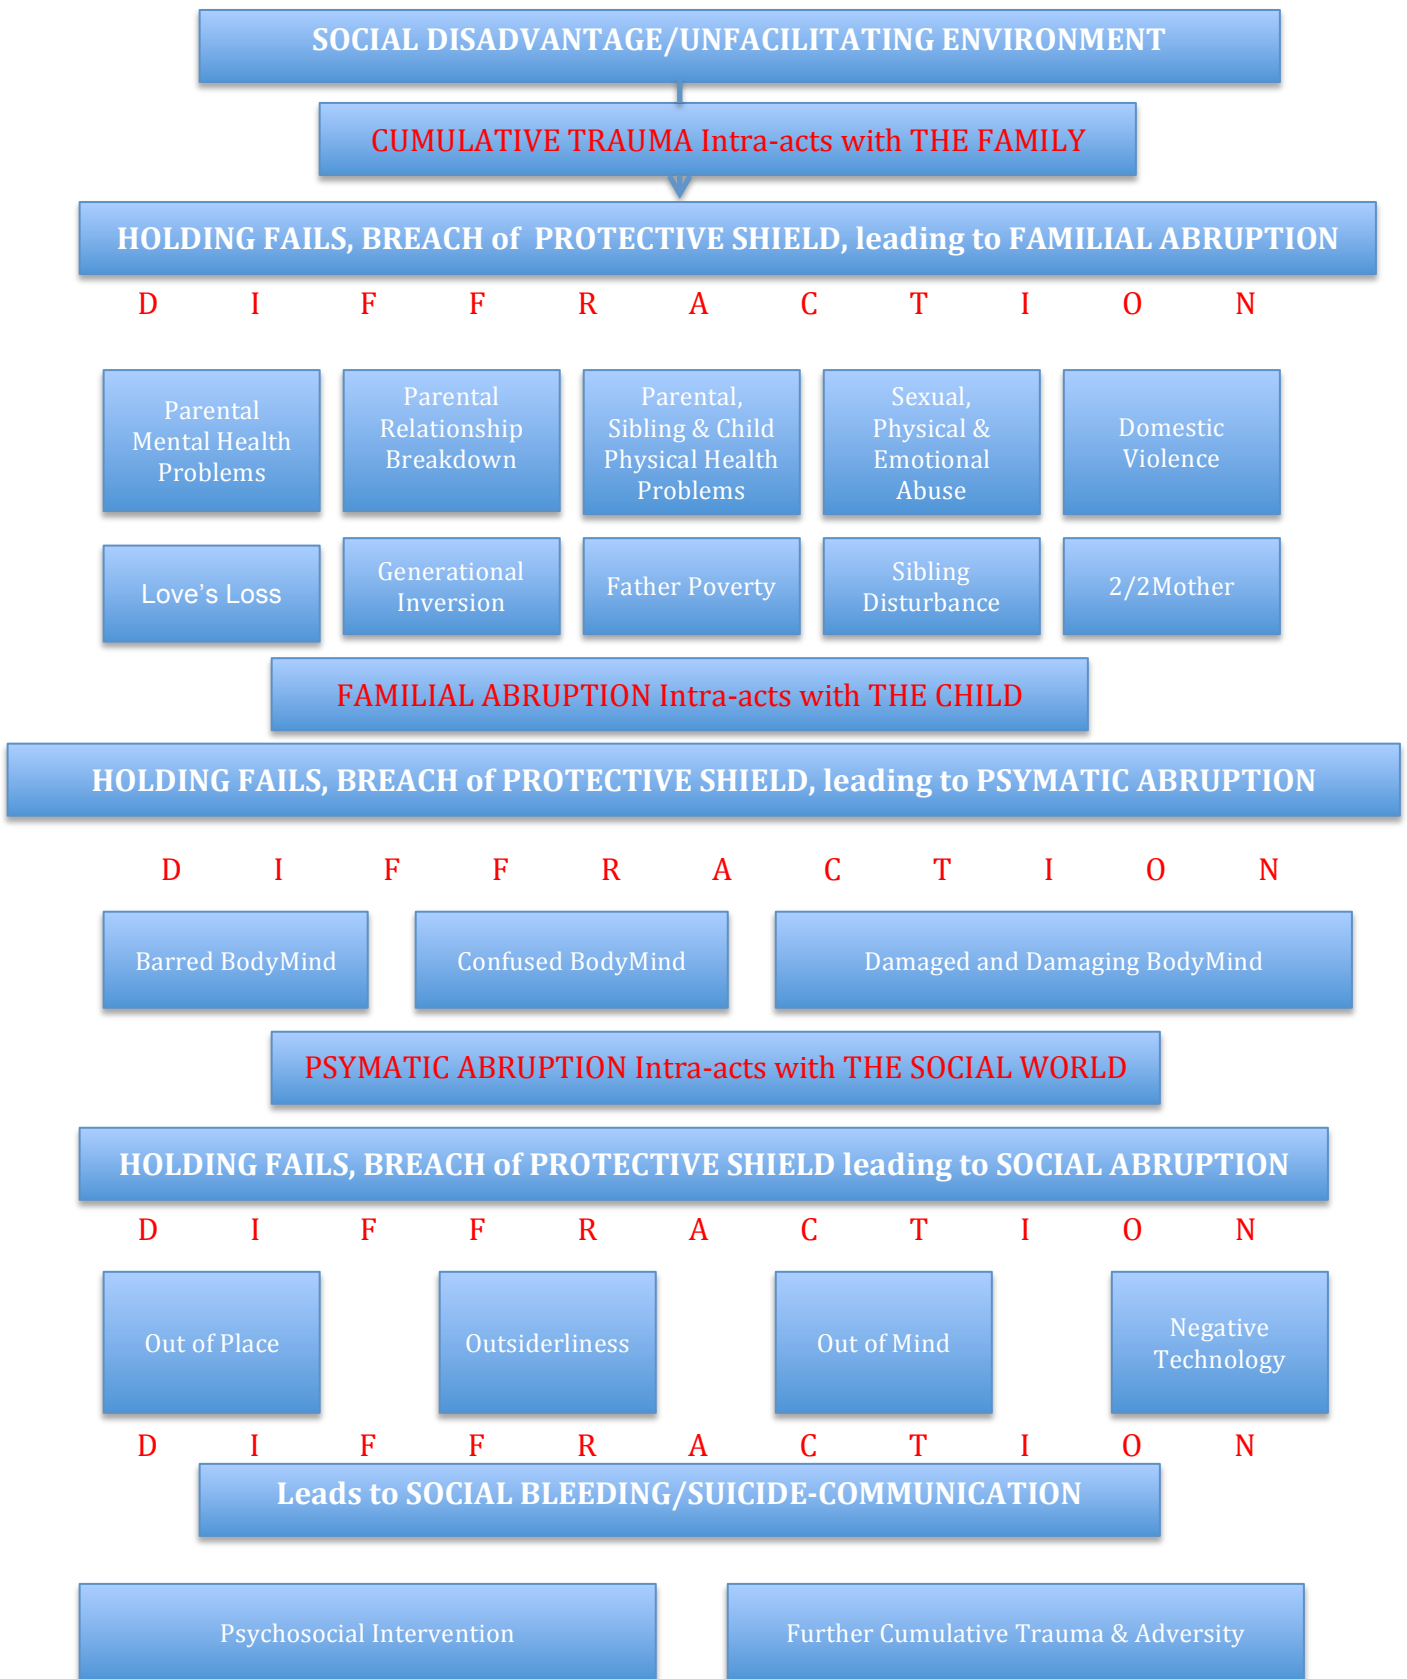 SOCIAL DISADVANTAGE/UNFACILITATING ENVIRONMENT
CUMULATIVE TRAUMA Intra-acts with THE FAMILY
HOLDING FAILS, BREACH of PROTECTIVE SHIELD, leading to FAMILIAL ABRUPTION
D I F F R A C T I O N
Parental
Mental Health
Problems
Parental
Relationship
Breakdown
Parental,
Sibling & Child
Physical Health
Problems
Sexual,
Physical &
Emotional
Abuse
Domestic
Violence
Love's Loss
Generational
Inversion
Father Poverty
Sibling
Disturbance
2/2Mother
FAMILIAL ABRUPTION Intra-acts with THE CHILD
HOLDING FAILS, BREACH of PROTECTIVE SHIELD, leading to PSYMATIC ABRUPTION
D I F F R A C T I O N
Barred BodyMind
Confused BodyMind
Damaged and Damaging BodyMind
PSYMATIC ABRUPTION Intra-acts with THE SOCIAL WORLD
HOLDING FAILS, BREACH of PROTECTIVE SHIELD leading to SOCIAL ABRUPTION
D I F F R A C T I O N
Out of Place
Outsiderliness
Out of Mind
Negative
Technology
D I F F R A C T I O N
Leads to SOCIAL BLEEDING/SUICIDE-COMMUNICATION
Psychosocial Intervention
Further Cumulative Trauma & Adversity